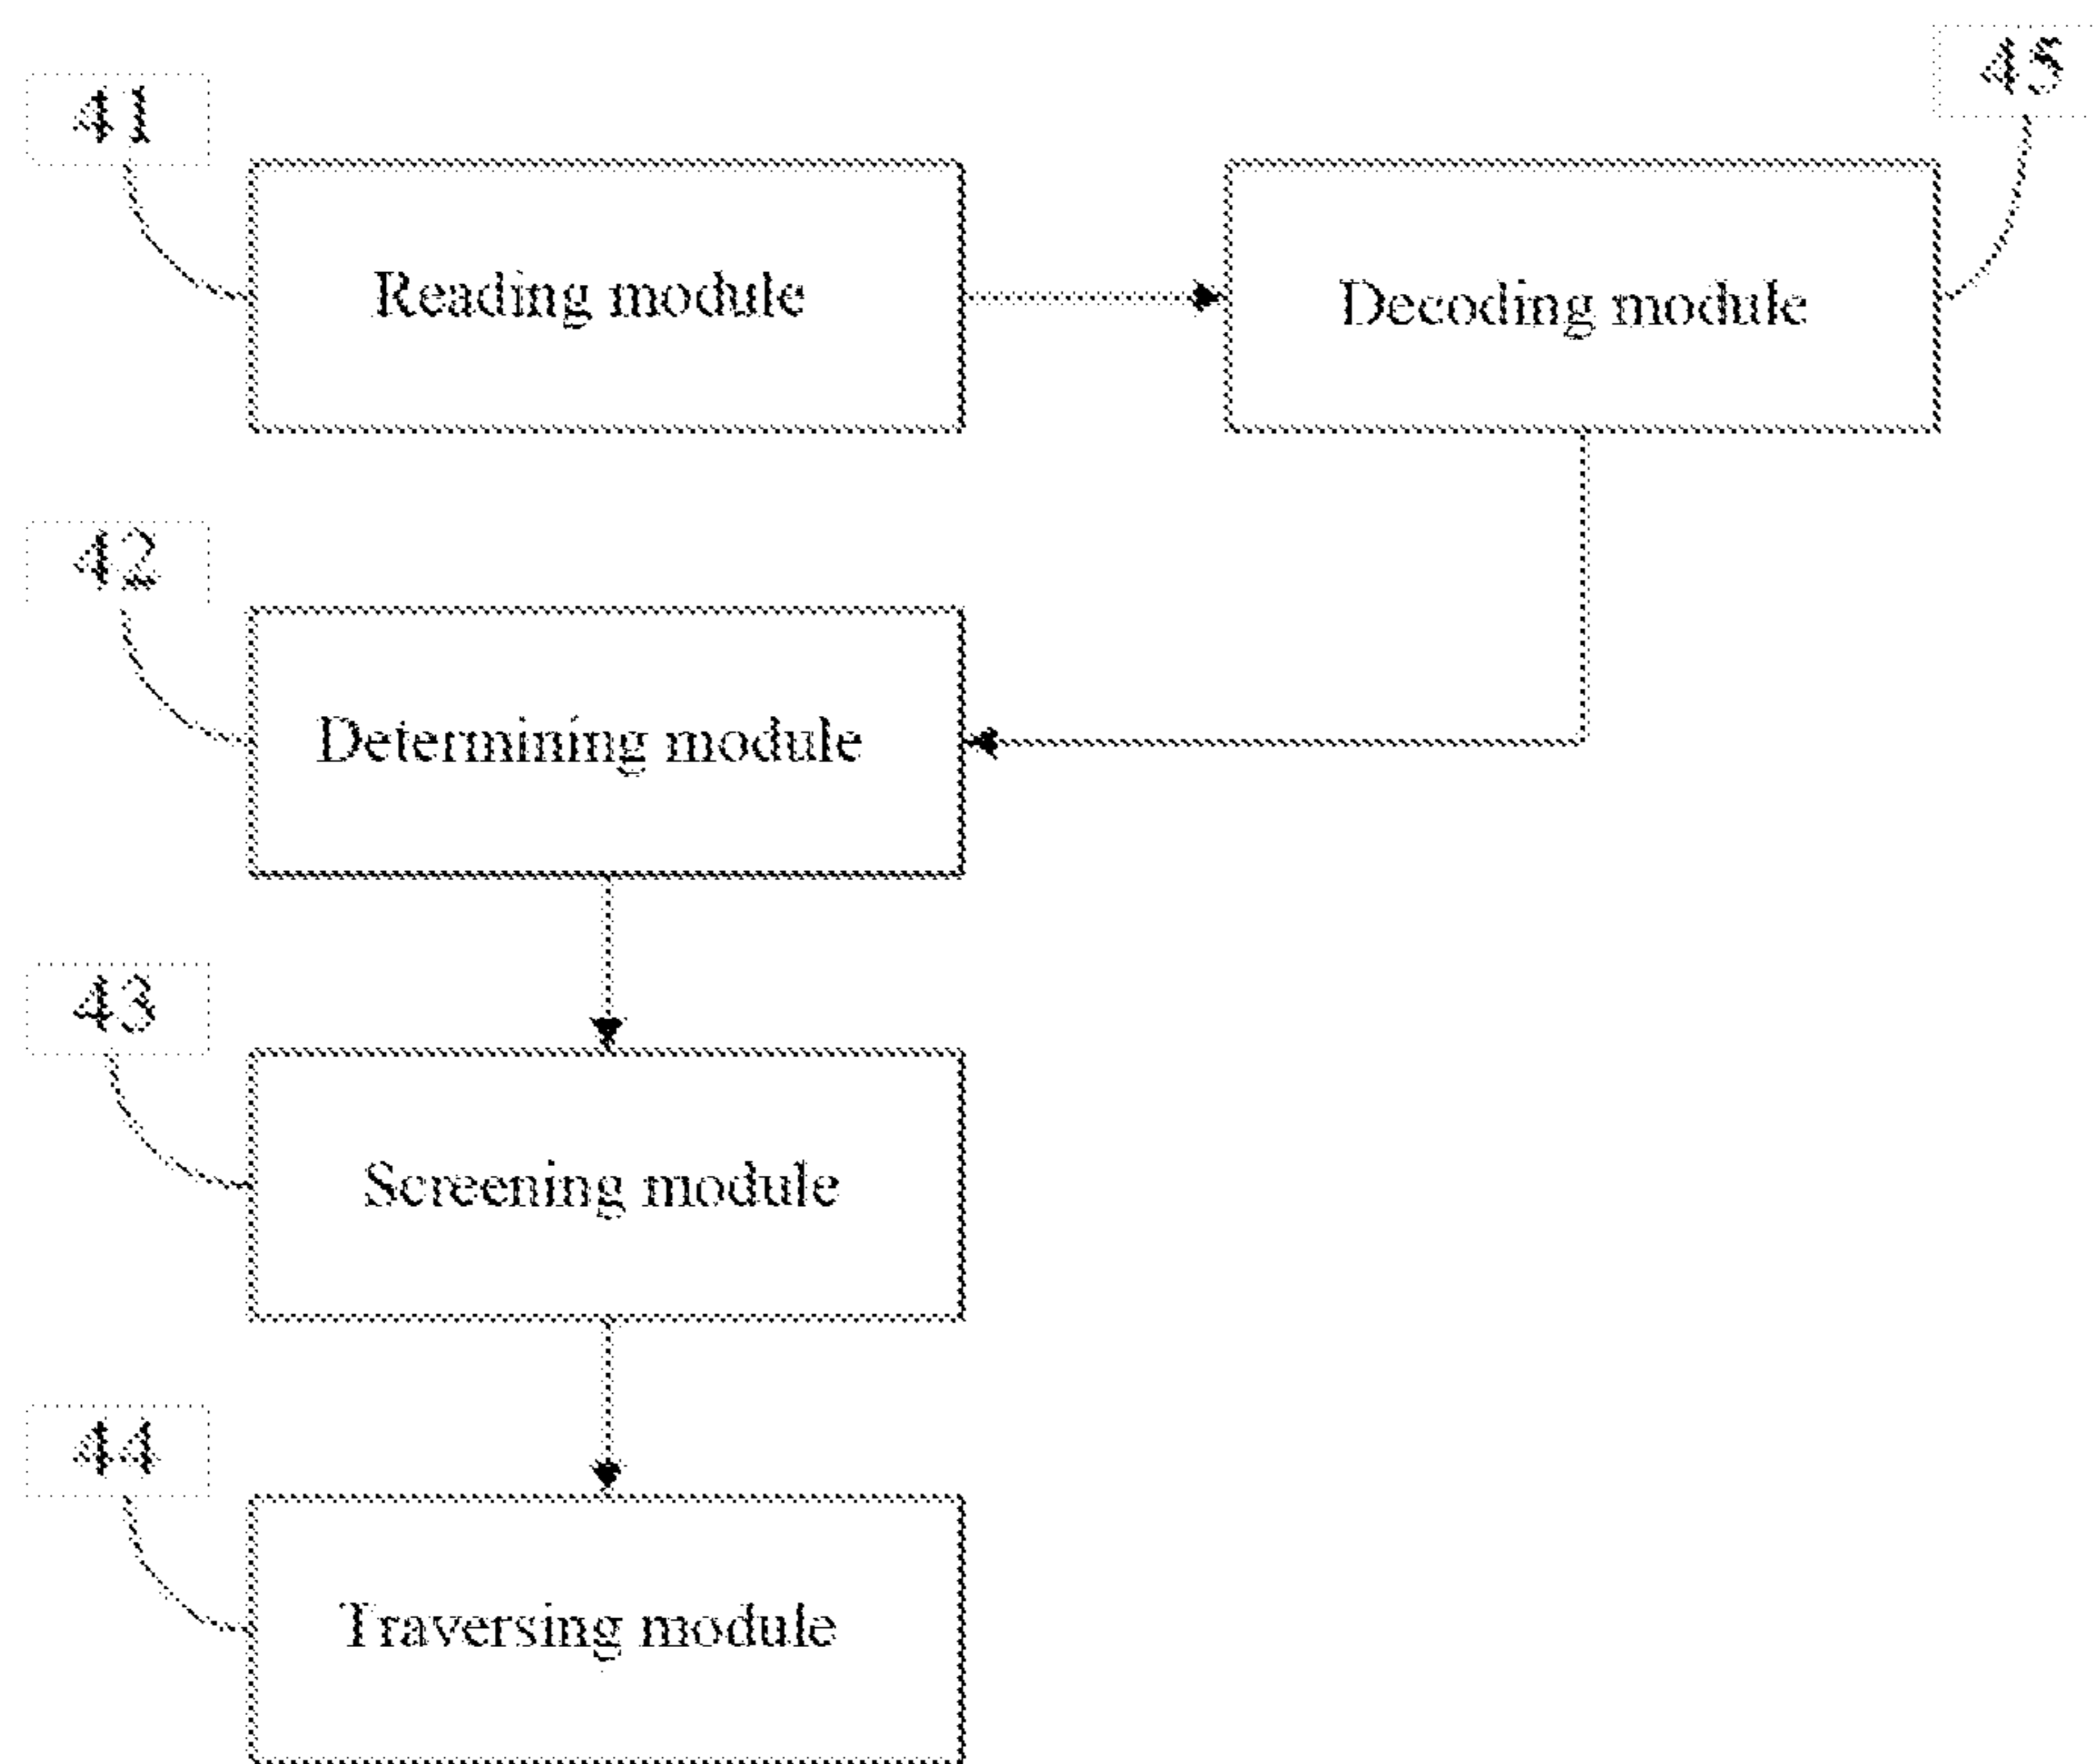 41
45
Reading module
Decoding module
42
Determining module
43
Screening module
44
Traversing module